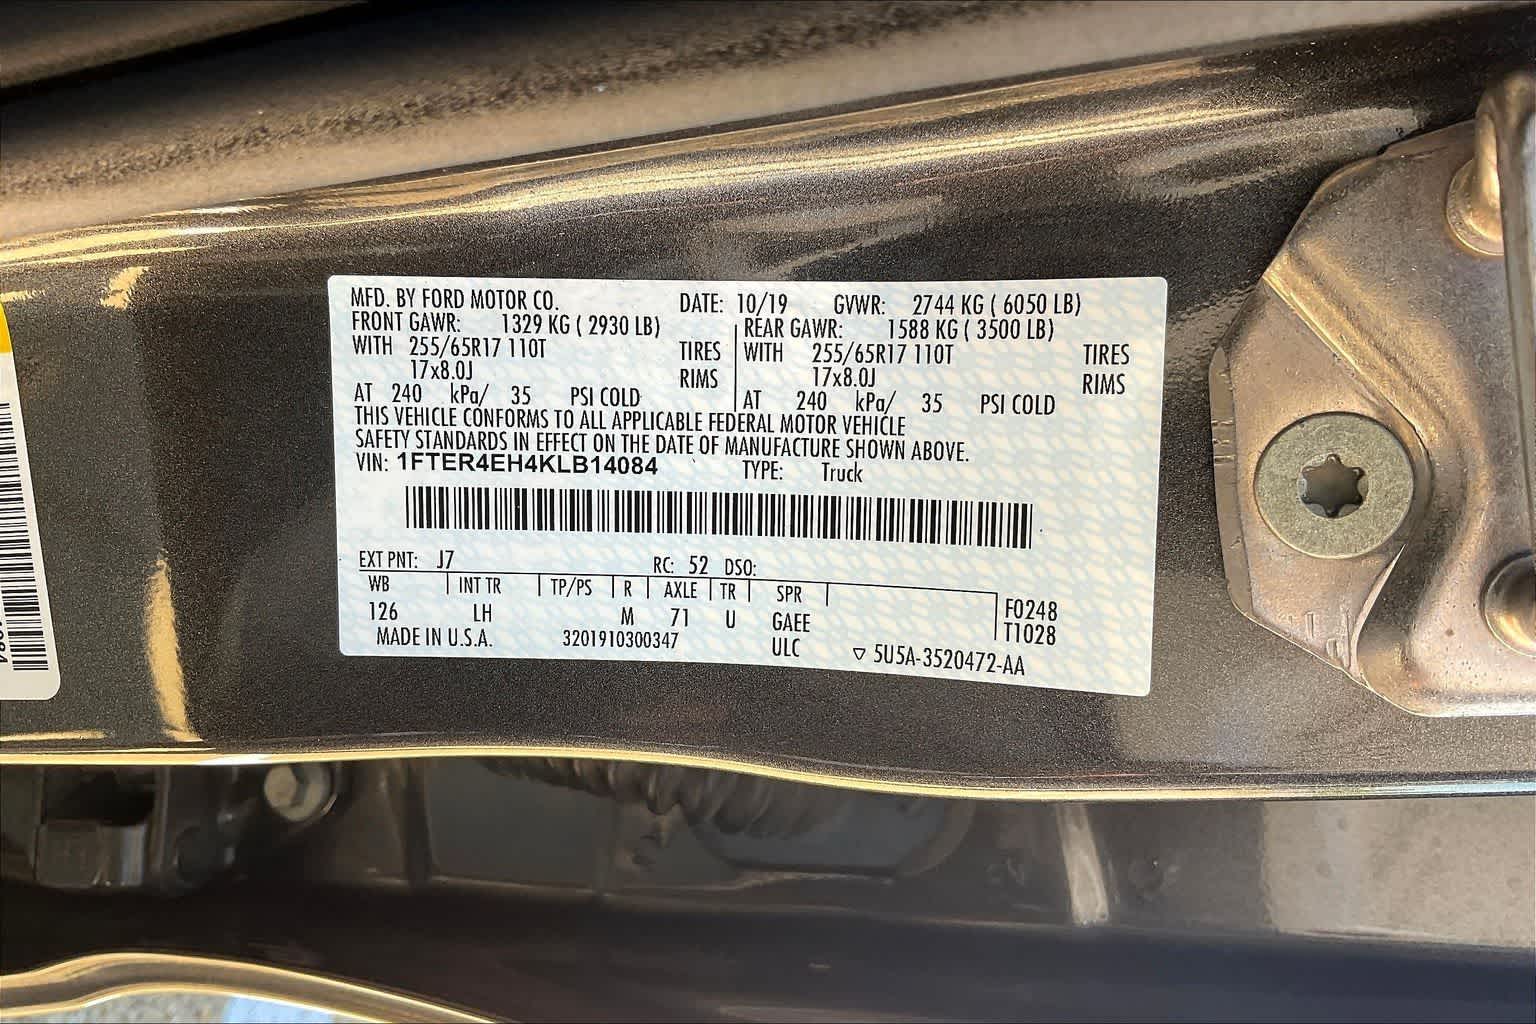 MFD. BY FORD MOTOR CO. DATE: 10/19 GVWR: 2744 KG ( 6050 LB)
FRONT GAWR: 1329 KG ( 2930 LB) REAR GAWR: 1588 KG ( 3500 LB)
WITH 255/65R17 110T TIRES WITH 255/65R17 110T TIRES
17x8.0J RIMS 17x8.0J RIMS
AT 240 kPa/ 35 PSI COLD AT 240 kPa/ 35 PSI COLD
THIS VEHICLE CONFORMS TO ALL APPLICABLE FEDERAL MOTOR VEHICLE
SAFETY STANDARDS IN EFFECT ON THE DATE OF MANUFACTURE SHOWN ABOVE.
VIN: 1FTER4EH4KLB14084 TYPE: Truck
EXT PNT: J7 RC: 52 DSO:
WB INT TR TP/PS R AXLE TR SPR
126 LH M 71 U GAEE F0248
MADE IN U.S.A. 3201910300347 ULC T1028
▽ 5U5A-3520472-AA